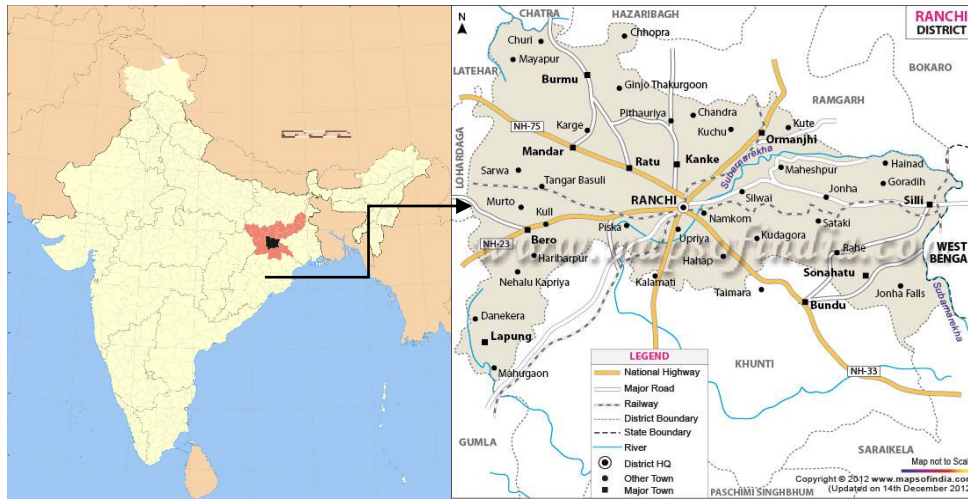 N
CHATRA
HAZARIBAGH
RANCHI
DISTRICT
Churi
Chhopra
Mayapur
BOKARO
LATEHAR
Burmu
Ginjo Thakurgoon
RAMGARH
Pithauriya
Chandra
Kute
NH-75
Karge
Kuchu
Ormanjhi
LOHARDAGA
Mandar
Ratu
Kanke
Subarnarekha
Hainad
Sarwa
Maheshpur
Tangar Basuli
Goradih
Silwai
Jonha
Murto
RANCHI
Silli
Kull
Namkom
Piska
Sataki
NH-23
Bero
Upriya
Kudagora
www.mapsofindia.com
Rahe
WEST
BENGAL
Hariharpur
Hahap
Sonahatu
Nehalu Kapriya
Kalamati
Taimara
Jonha Falls
Bundu
Subarnarekha
Danekera
Lapung
LEGEND
National Highway
KHUNTI
Mahugaon
Major Road
NH-33
Railway
District Boundary
State Boundary
GUMLA
River
SARAIKELA
District HQ
Map not to Scal
Other Town
Copyright © 2012 www.mapsofindia.com
Major Town
(Updated on 14th December 2012
PASCHIMI SINGHBHUM